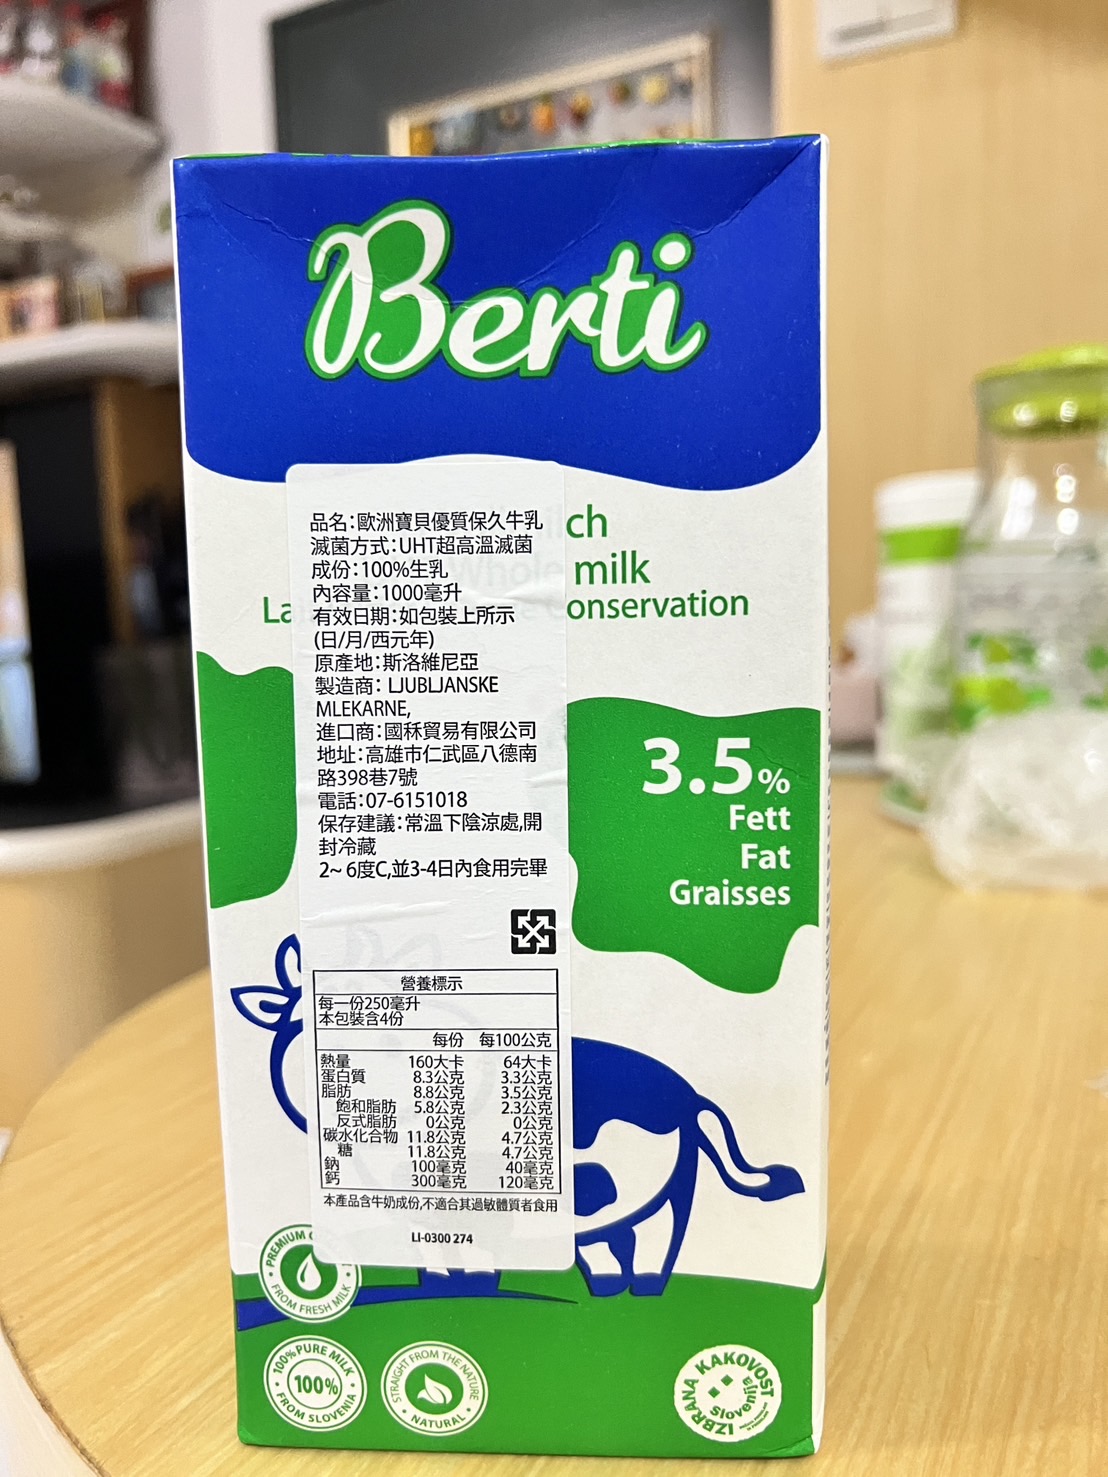 Berti
品名:歐洲寶貝優質保久牛乳
滅菌方式:UHT超高溫滅菌
成份:100%生乳
內容量:1000毫升
有效日期:如包裝上所示
(日/月/西元年)
原產地:斯洛維尼亞
製造商: LJUBLJANSKE
MLEKARNE,
進口商:國秝貿易有限公司
地址:高雄市仁武區八德南
路398巷7號
電話:07-6151018
保存建議:常溫下陰涼處,開
封冷藏
2~ 6度C,並3-4日內食用完畢
ch
Whole milk
La
onservation
3.5%
Fett
Fat
Graisses
營養標示
每一份250毫升
本包裝含4份
每份 每100公克
熱量 160大卡 64大卡
蛋白質 8.3公克 3.3公克
脂肪 8.8公克 3.5公克
飽和脂肪 5.8公克 2.3公克
反式脂肪 0公克 0公克
碳水化合物 11.8公克 4.7公克
糖 11.8公克 4.7公克
鈉 100毫克 40毫克
鈣 300毫克 120毫克
本產品含牛奶成份,不適合其過敏體質者食用
LI-0300 274
PREMIUM
FROM FRESH MILK
100% PURE MILK
100%
FROM SLOVENIA
STRAIGHT FROM THE NATURE
NATURAL
IZBRANA KAKOVOST
Slovenija